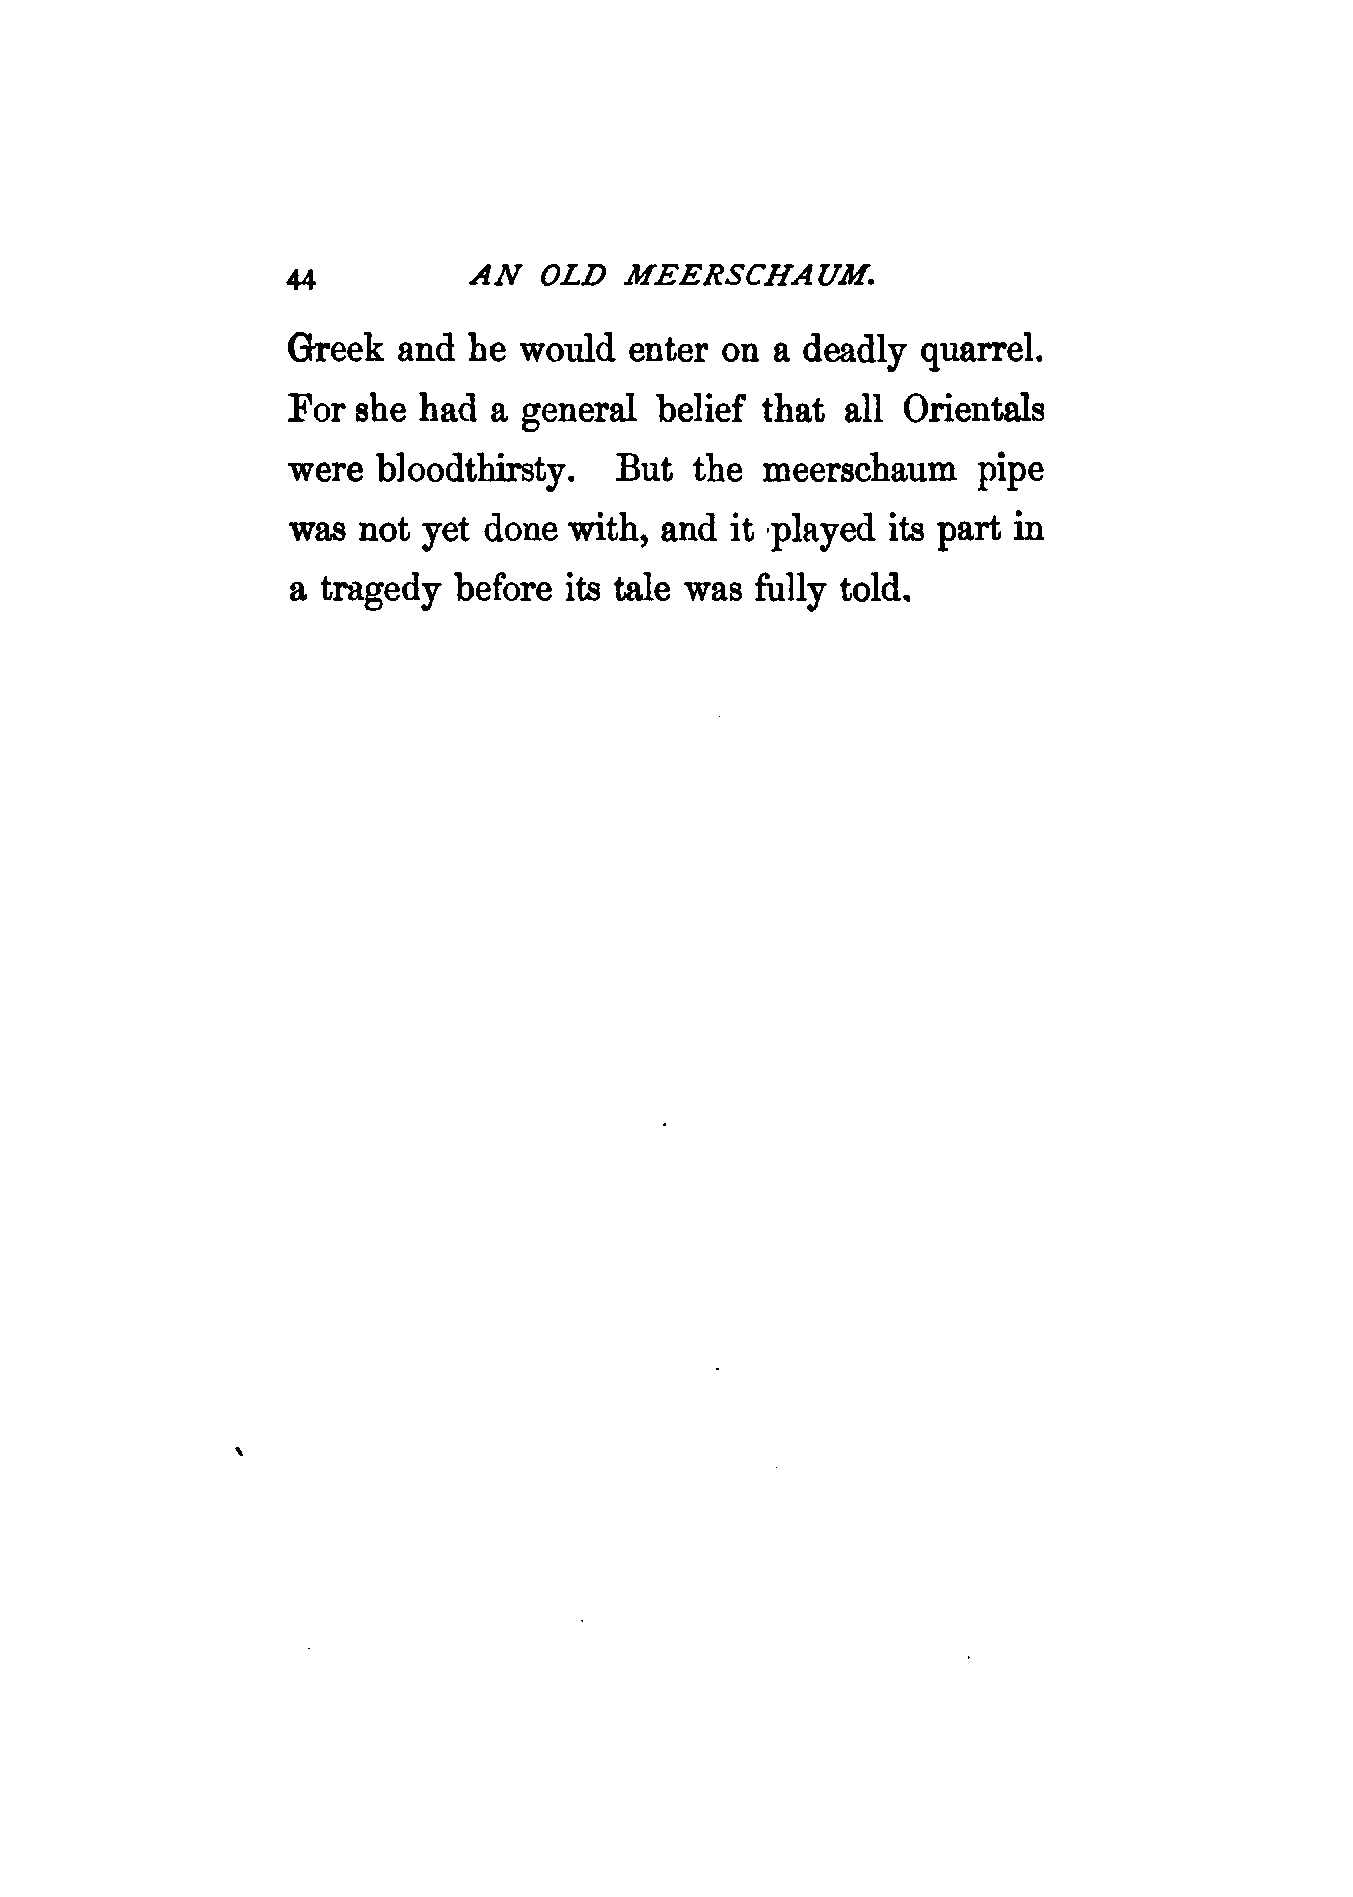 44 AN OLD MEERSCHAUM.
Greek and he would enter on a deadly quarrel.
For she had a general belief that all Orientals
were bloodthirsty. But the meerschaum pipe
was not yet done with, and it played its part in
a tragedy before its tale was fully told.